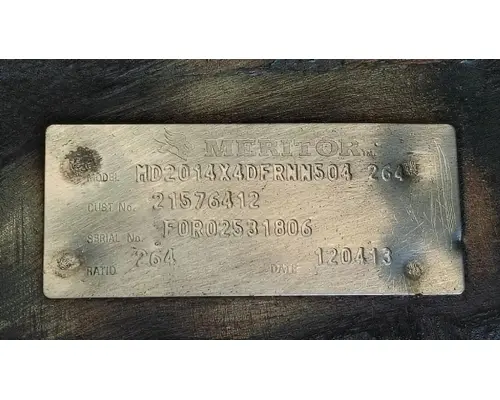 MERITOR
MODEL MD2014X4DFRNN504 264
CUST No. 21576412
SERIAL No. FOR02531806
RATIO 264 DATE 120413